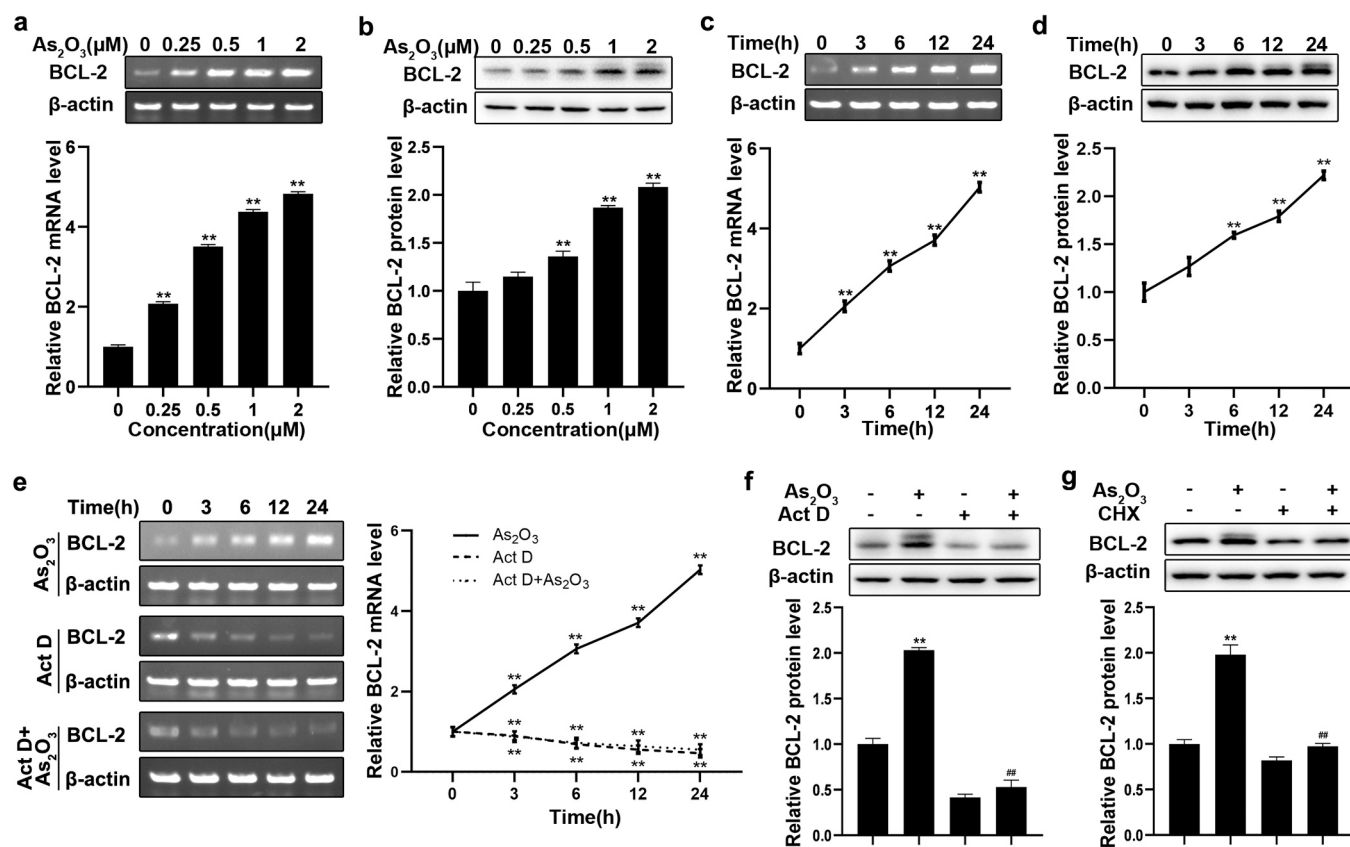 a
As₂O₃(μM) 0 0.25 0.5 1 2
BCL-2
β-actin
Relative BCL-2 mRNA level
6
4
2
0
** ** ** **
0 0.25 0.5 1 2
Concentration(μM)
b
As₂O₃(μM) 0 0.25 0.5 1 2
BCL-2
β-actin
Relative BCL-2 protein level
2.5
2.0
1.5
1.0
0.5
0.0
** ** **
0 0.25 0.5 1 2
Concentration(μM)
c
Time(h) 0 3 6 12 24
BCL-2
β-actin
Relative BCL-2 mRNA level
6
4
2
0
** ** ** **
0 3 6 12 24
Time(h)
d
Time(h) 0 3 6 12 24
BCL-2
β-actin
Relative BCL-2 protein level
2.5
2.0
1.5
1.0
0.5
0.0
** ** **
0 3 6 12 24
Time(h)
e
Time(h) 0 3 6 12 24
As₂O₃
BCL-2
β-actin
Act D
BCL-2
β-actin
Act D+
As₂O₃
BCL-2
β-actin
Relative BCL-2 mRNA level
6
4
2
0
As₂O₃
Act D
Act D+As₂O₃
** ** ** **
** ** ** **
** ** ** **
0 3 6 12 24
Time(h)
f
As₂O₃ - + - +
Act D - - + +
BCL-2
β-actin
Relative BCL-2 protein level
2.5
2.0
1.5
1.0
0.5
0.0
** ##
g
As₂O₃ - + - +
CHX - - + +
BCL-2
β-actin
Relative BCL-2 protein level
2.5
2.0
1.5
1.0
0.5
0.0
** ##